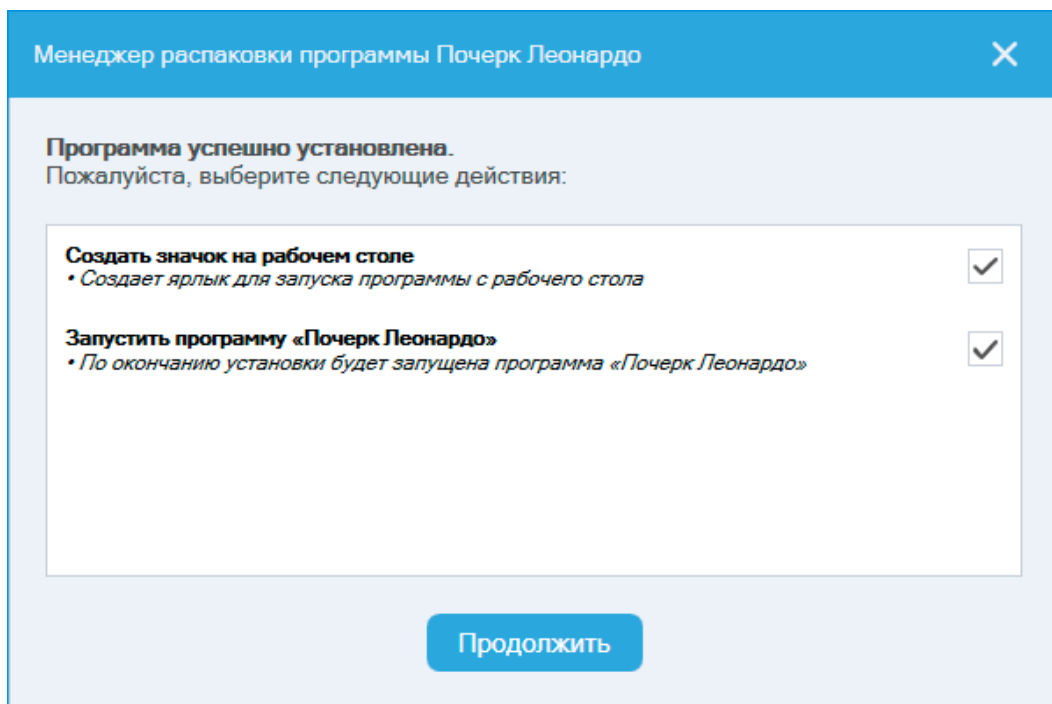 Менеджер распаковки программы Почерк Леонардо
Программа успешно установлена.
Пожалуйста, выберите следующие действия:
Создать значок на рабочем столе
• Создает ярлык для запуска программы с рабочего стола
Запустить программу «Почерк Леонардо»
• По окончанию установки будет запущена программа «Почерк Леонардо»
Продолжить